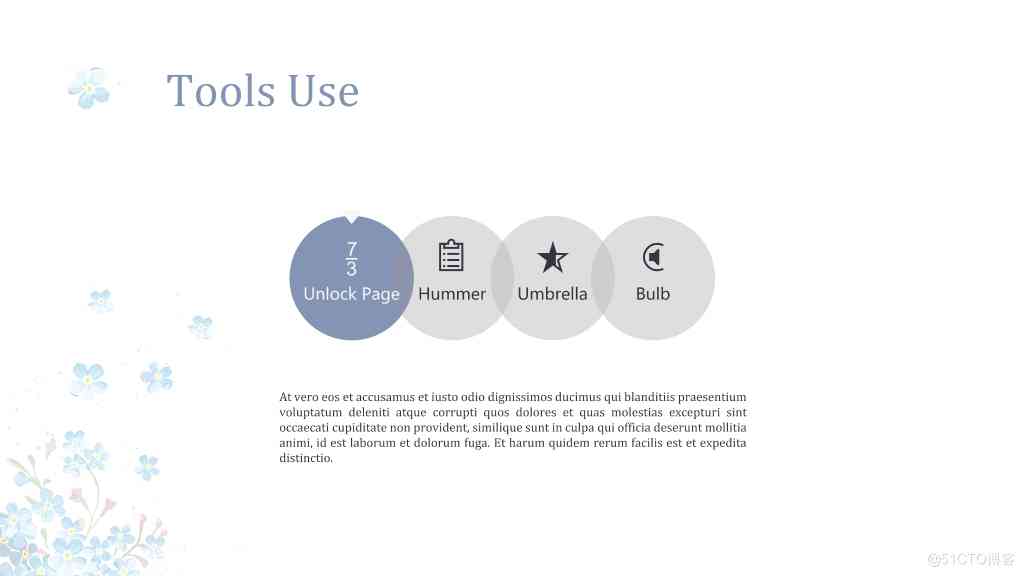 Tools Use
7
3
Unlock Page
Hummer
Umbrella
Bulb
At vero eos et accusamus et iusto odio dignissimos ducimus qui blanditiis praesentium
voluptatum deleniti atque corrupti quos dolores et quas molestias excepturi sint
occaecati cupiditate non provident, similique sunt in culpa qui officia deserunt mollitia
animi, id est laborum et dolorum fuga. Et harum quidem rerum facilis est et expedita
distinctio.
@51CTO博客